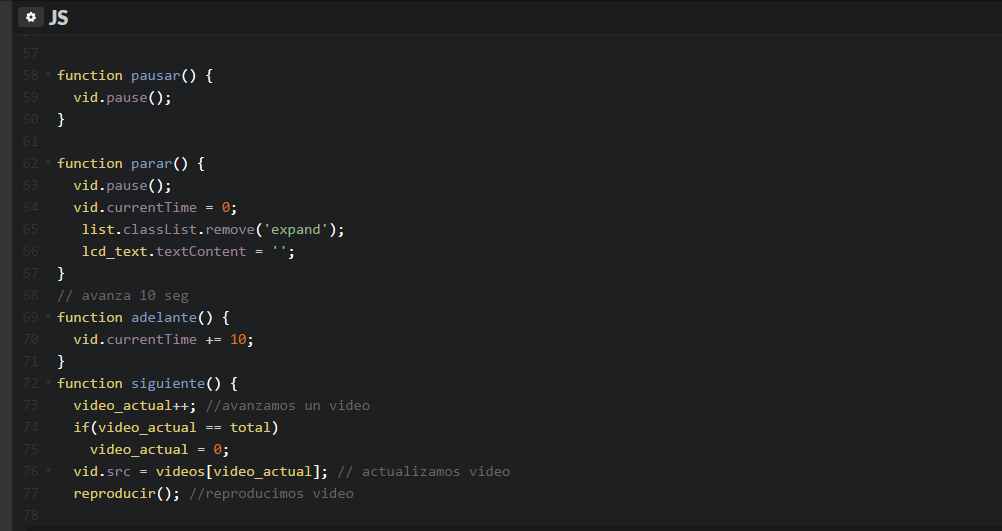 JS
57
58 function pausar() {
59 vid.pause();
60 }
61
62 function parar() {
63 vid.pause();
64 vid.currentTime = 0;
65 list.classList.remove('expand');
66 lcd_text.textContent = '';
67 }
68 // avanza 10 seg
69 function adelante() {
70 vid.currentTime += 10;
71 }
72 function siguiente() {
73 video_actual++; //avanzamos un video
74 if(video_actual == total)
75 video_actual = 0;
76 vid.src = videos[video_actual]; // actualizamos video
77 reproducir(); //reproducimos video
78